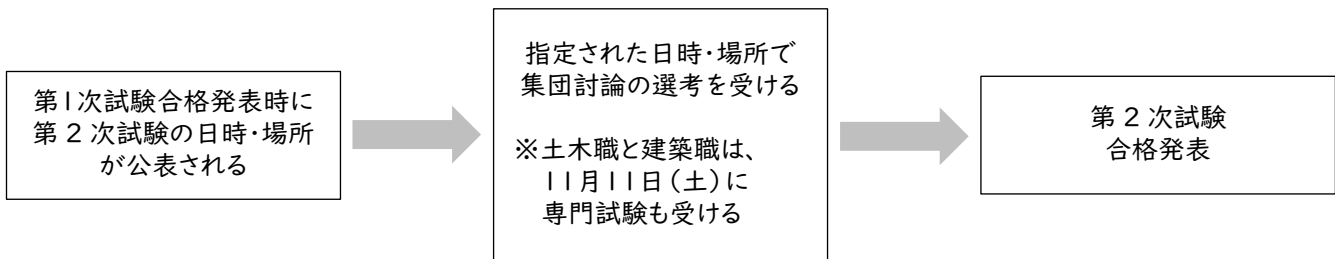 第1次試験合格発表時に
第2次試験の日時・場所
が公表される
指定された日時・場所で
集団討論の選考を受ける
※土木職と建築職は、
11月11日(土)に
専門試験も受ける
第2次試験
合格発表